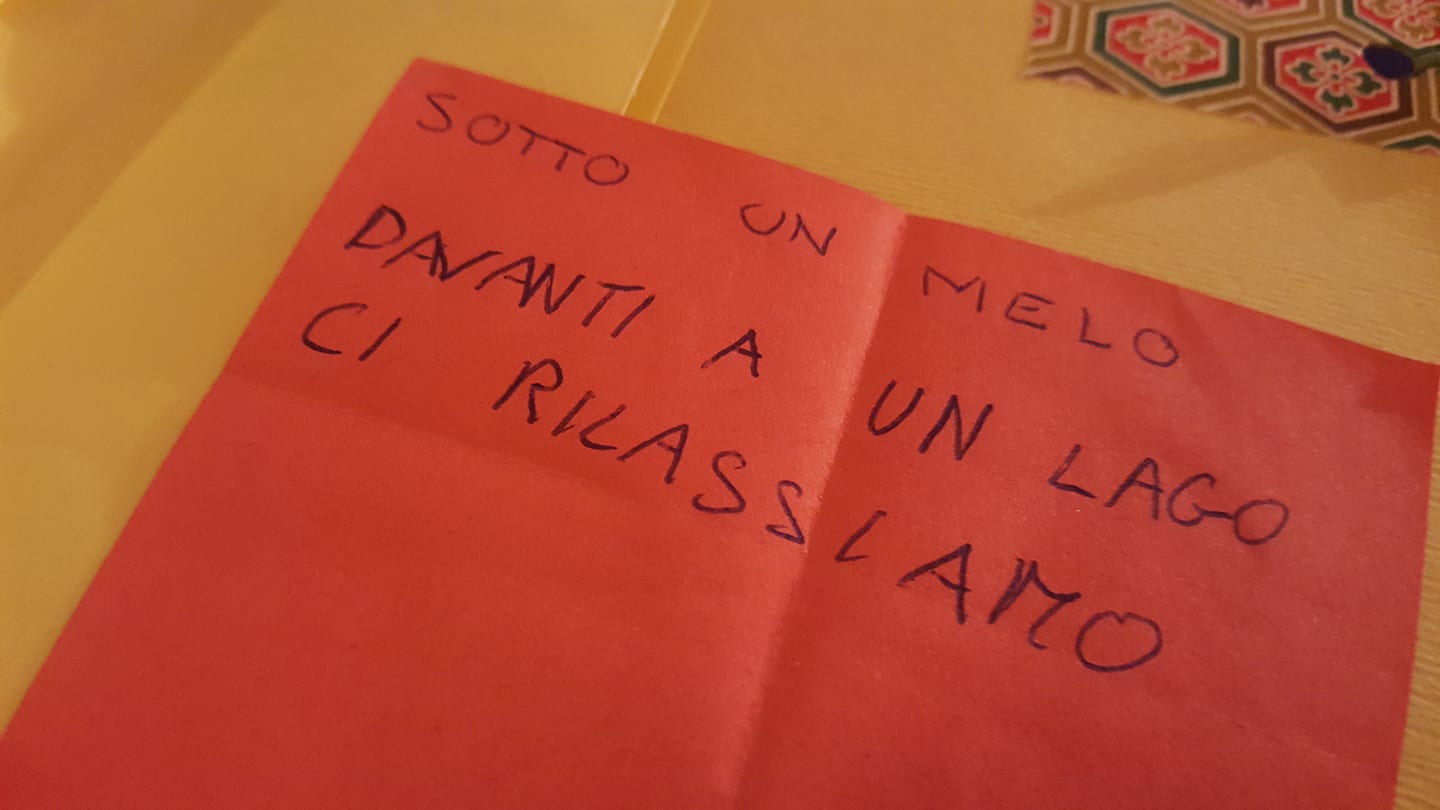 SOTTO UN MELO
DAVANTI A UN LAGO
CI RILASSIAMO